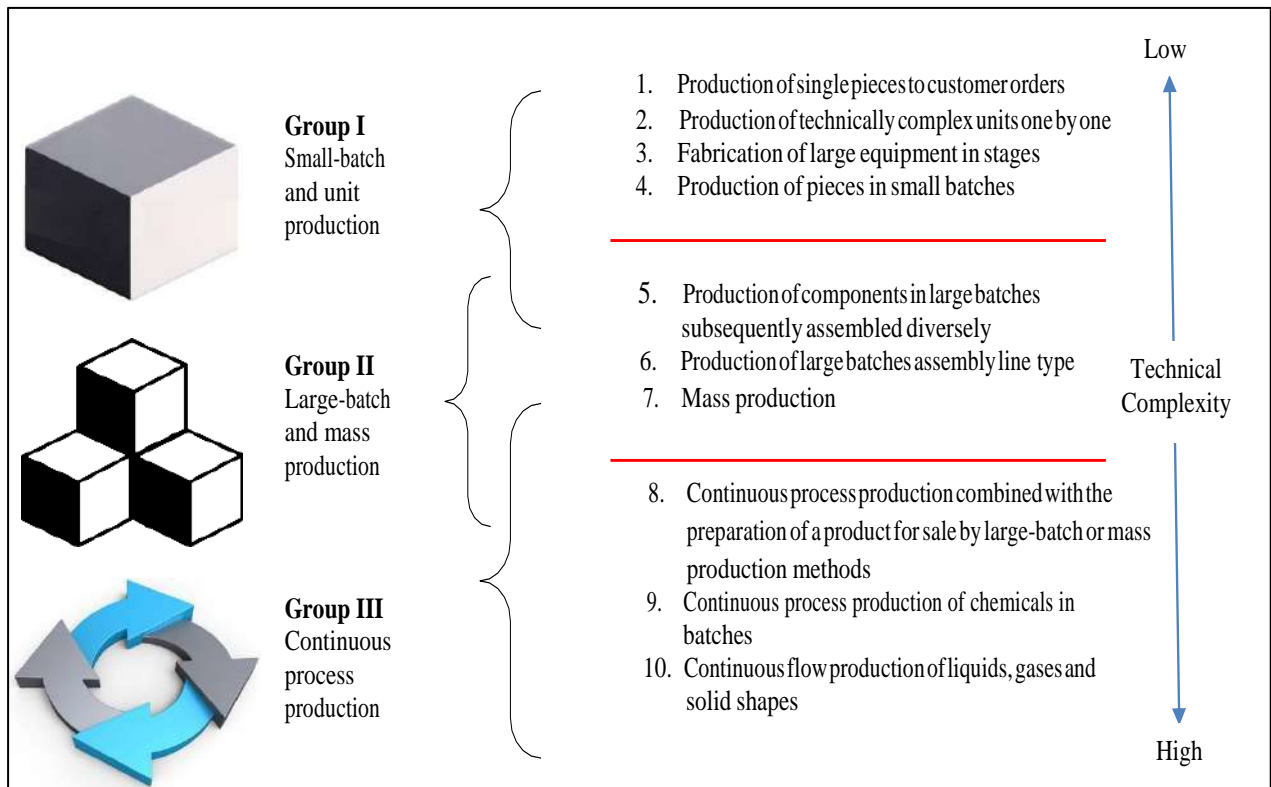 Group I
Small-batch
and unit
production
Group II
Large-batch
and mass
production
Group III
Continuous
process
production
1. Production of single pieces to customer orders
2. Production of technically complex units one by one
3. Fabrication of large equipment in stages
4. Production of pieces in small batches
5. Production of components in large batches
subsequently assembled diversely
6. Production of large batches assembly line type
7. Mass production
8. Continuous process production combined with the
preparation of a product for sale by large-batch or mass
production methods
9. Continuous process production of chemicals in
batches
10. Continuous flow production of liquids, gases and
solid shapes
Low
Technical
Complexity
High